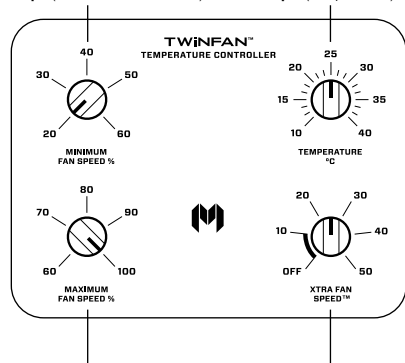 TWiNFAN™
TEMPERATURE CONTROLLER
40
30 50
20 60
MINIMUM
FAN SPEED %
25
20 30
15 35
10 40
TEMPERATURE
°C
80
70 90
60 100
MAXIMUM
FAN SPEED %
20 30
10 40
OFF 50
XTRA FAN
SPEED™